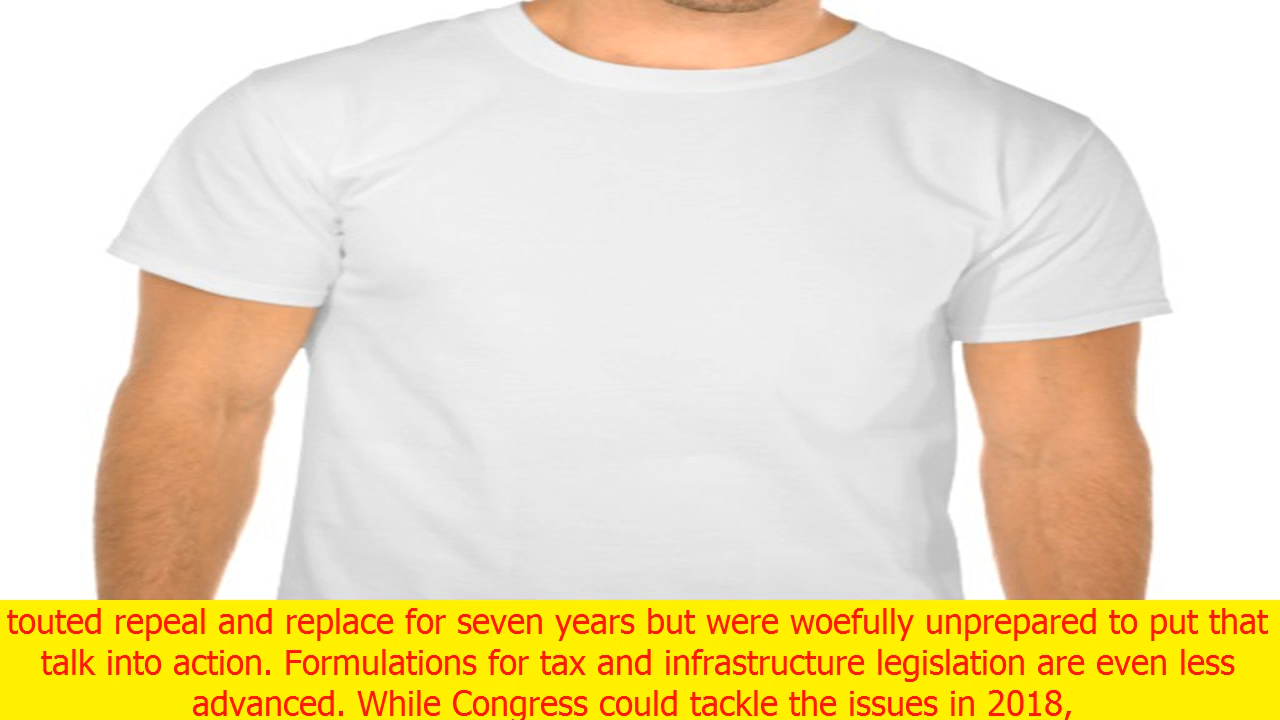 touted repeal and replace for seven years but were woefully unprepared to put that
talk into action. Formulations for tax and infrastructure legislation are even less
advanced. While Congress could tackle the issues in 2018,